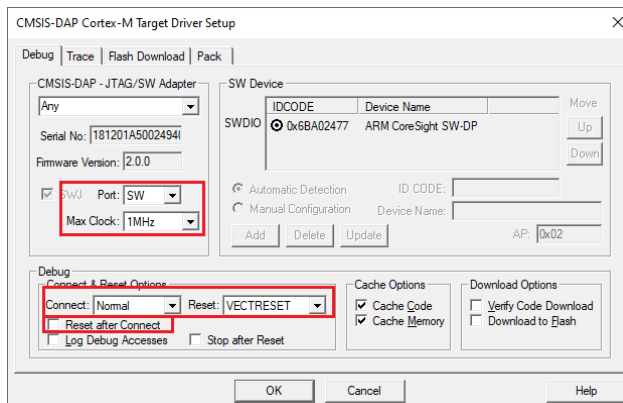 CMSIS-DAP Cortex-M Target Driver Setup
Debug Trace Flash Download Pack
CMSIS-DAP - JTAG/SW Adapter
Any
Serial No: 181201A5002494(
Firmware Version: 2.0.0
SWJ Port: SW
Max Clock: 1MHz
SW Device
IDCODE Device Name Move
SWDIO 0x6BA02477 ARM CoreSight SW-DP Up
Down
Automatic Detection ID CODE:
Manual Configuration Device Name:
Add Delete Update AP: 0x02
Debug
Connect & Reset Options
Connect: Normal Reset: VECTRESET
Reset after Connect
Log Debug Accesses Stop after Reset
Cache Options
Cache Code
Cache Memory
Download Options
Verify Code Download
Download to Flash
OK Cancel Help